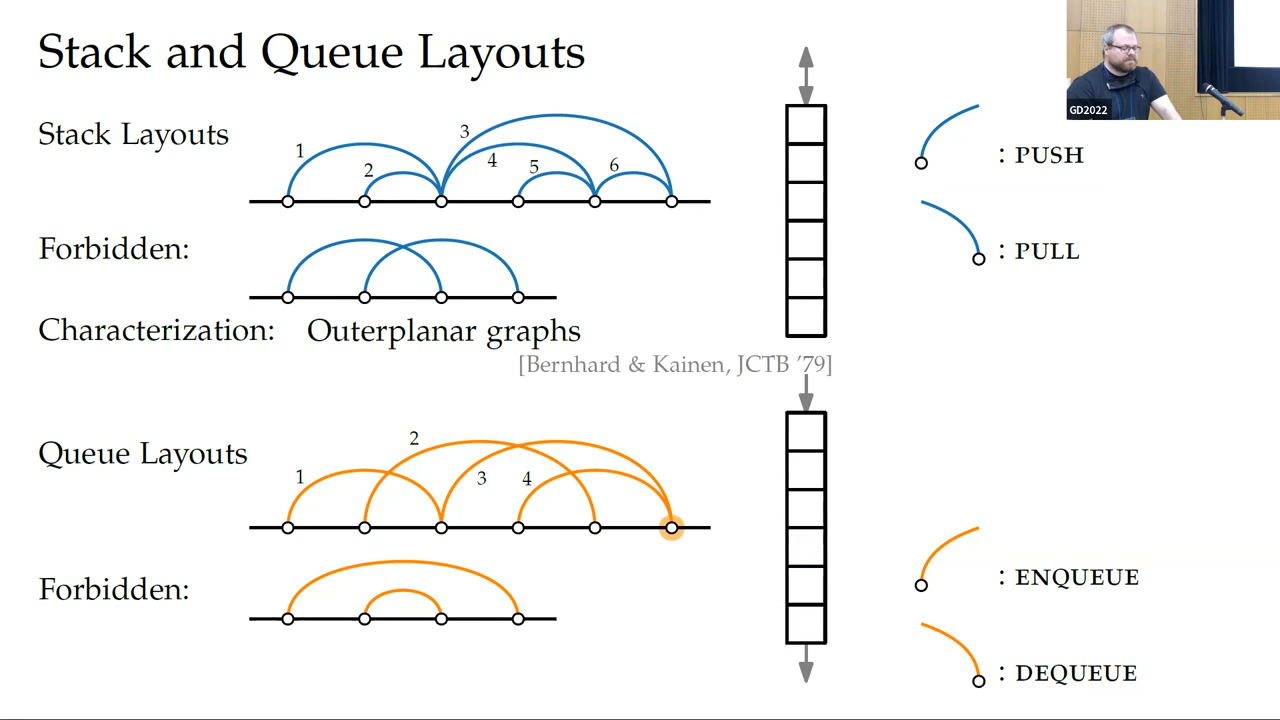 Stack and Queue Layouts
GD2022
Stack Layouts
1
2
3
4
5
6
: PUSH
Forbidden:
: PULL
Characterization: Outerplanar graphs
[Bernhard & Kainen, JCTB ’79]
Queue Layouts
1
2
3
4
Forbidden:
: ENQUEUE
: DEQUEUE